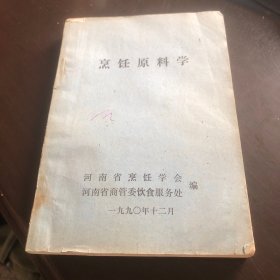 烹饪原料学
河南省烹饪学会
河南省商管委饮食服务处
编
一九九〇年十二月